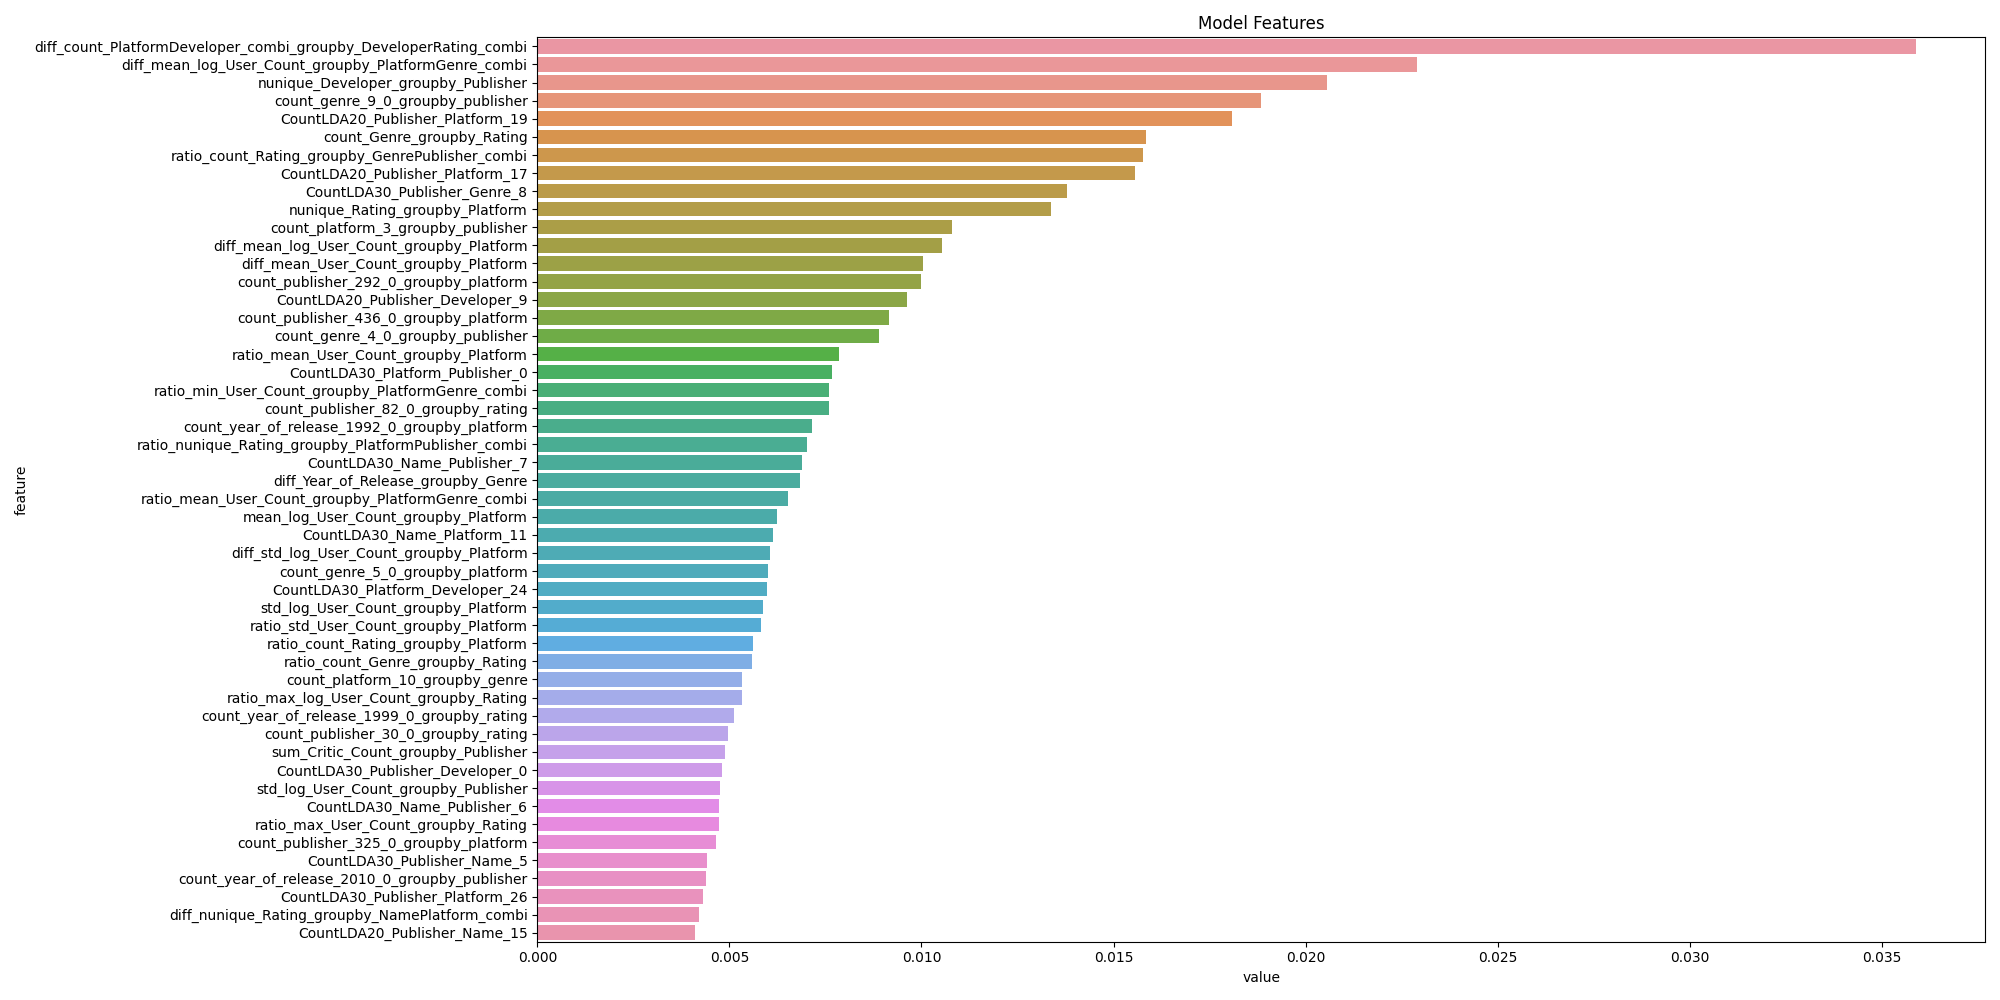 Model Features
diff_count_PlatformDeveloper_combi_groupby_DeveloperRating_combi
diff_mean_log_User_Count_groupby_PlatformGenre_combi
nunique_Developer_groupby_Publisher
count_genre_9_0_groupby_publisher
CountLDA20_Publisher_Platform_19
count_Genre_groupby_Rating
ratio_count_Rating_groupby_GenrePublisher_combi
CountLDA20_Publisher_Platform_17
CountLDA30_Publisher_Genre_8
nunique_Rating_groupby_Platform
count_platform_3_groupby_publisher
diff_mean_log_User_Count_groupby_Platform
diff_mean_User_Count_groupby_Platform
count_publisher_292_0_groupby_platform
CountLDA20_Publisher_Developer_9
count_publisher_436_0_groupby_platform
count_genre_4_0_groupby_publisher
ratio_mean_User_Count_groupby_Platform
CountLDA30_Platform_Publisher_0
ratio_min_User_Count_groupby_PlatformGenre_combi
count_publisher_82_0_groupby_rating
count_year_of_release_1992_0_groupby_platform
ratio_nunique_Rating_groupby_PlatformPublisher_combi
CountLDA30_Name_Publisher_7
diff_Year_of_Release_groupby_Genre
ratio_mean_User_Count_groupby_PlatformGenre_combi
mean_log_User_Count_groupby_Platform
CountLDA30_Name_Platform_11
diff_std_log_User_Count_groupby_Platform
count_genre_5_0_groupby_platform
CountLDA30_Platform_Developer_24
std_log_User_Count_groupby_Platform
ratio_std_User_Count_groupby_Platform
ratio_count_Rating_groupby_Platform
ratio_count_Genre_groupby_Rating
count_platform_10_groupby_genre
ratio_max_log_User_Count_groupby_Rating
count_year_of_release_1999_0_groupby_rating
count_publisher_30_0_groupby_rating
sum_Critic_Count_groupby_Publisher
CountLDA30_Publisher_Developer_0
std_log_User_Count_groupby_Publisher
CountLDA30_Name_Publisher_6
ratio_max_User_Count_groupby_Rating
count_publisher_325_0_groupby_platform
CountLDA30_Publisher_Name_5
count_year_of_release_2010_0_groupby_publisher
CountLDA30_Publisher_Platform_26
diff_nunique_Rating_groupby_NamePlatform_combi
CountLDA20_Publisher_Name_15
feature
0.000 0.005 0.010 0.015 0.020 0.025 0.030 0.035
value